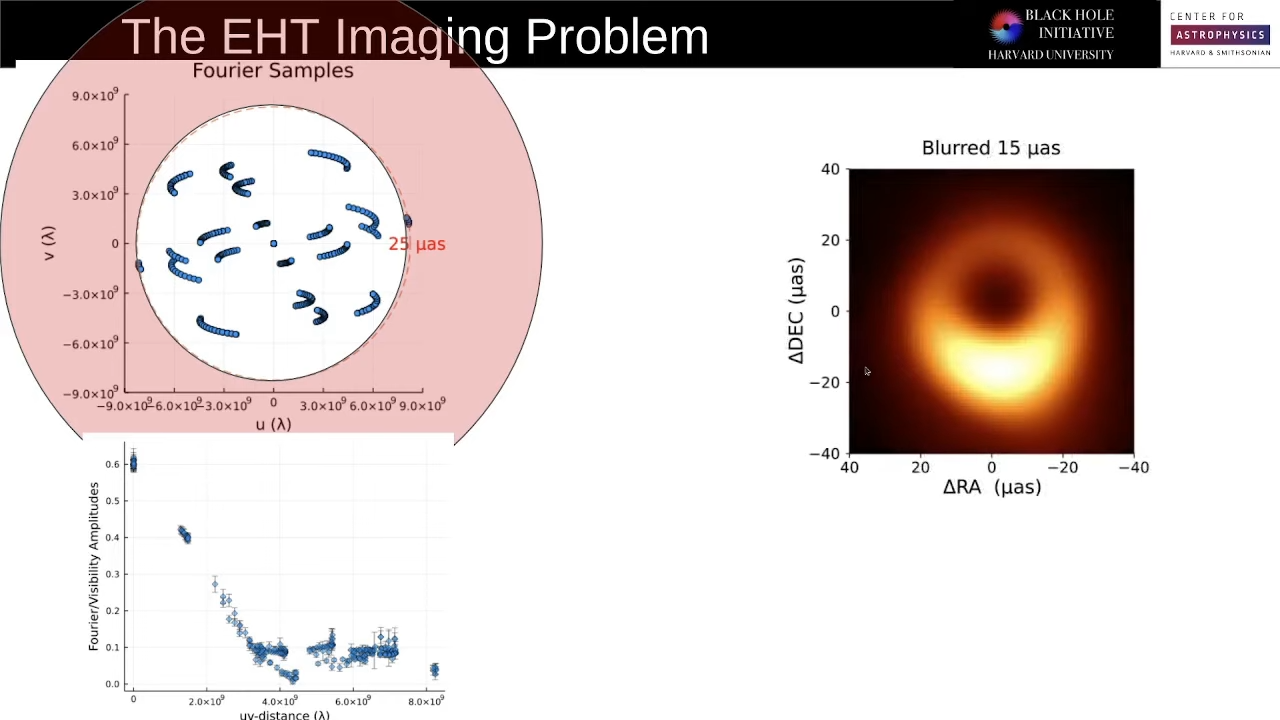 The EHT Imaging Problem
BLACK HOLE
INITIATIVE
HARVARD UNIVERSITY
CENTER FOR
ASTROPHYSICS
HARVARD & SMITHSONIAN
Fourier Samples
9.0×10⁹
6.0×10⁹
3.0×10⁹
0
−3.0×10⁹
−6.0×10⁹
−9.0×10⁹
v (λ)
25 μas
−9.0×10⁹ −6.0×10⁹ −3.0×10⁹ 0 3.0×10⁹ 6.0×10⁹ 9.0×10⁹
u (λ)
Fourier/Visibility Amplitudes
0.6
0.5
0.4
0.3
0.2
0.1
0.0
0 2.0×10⁹ 4.0×10⁹ 6.0×10⁹ 8.0×10⁹
uv-distance (λ)
Blurred 15 μas
40
20
0
−20
−40
ΔDEC (μas)
40 20 0 −20 −40
ΔRA (μas)